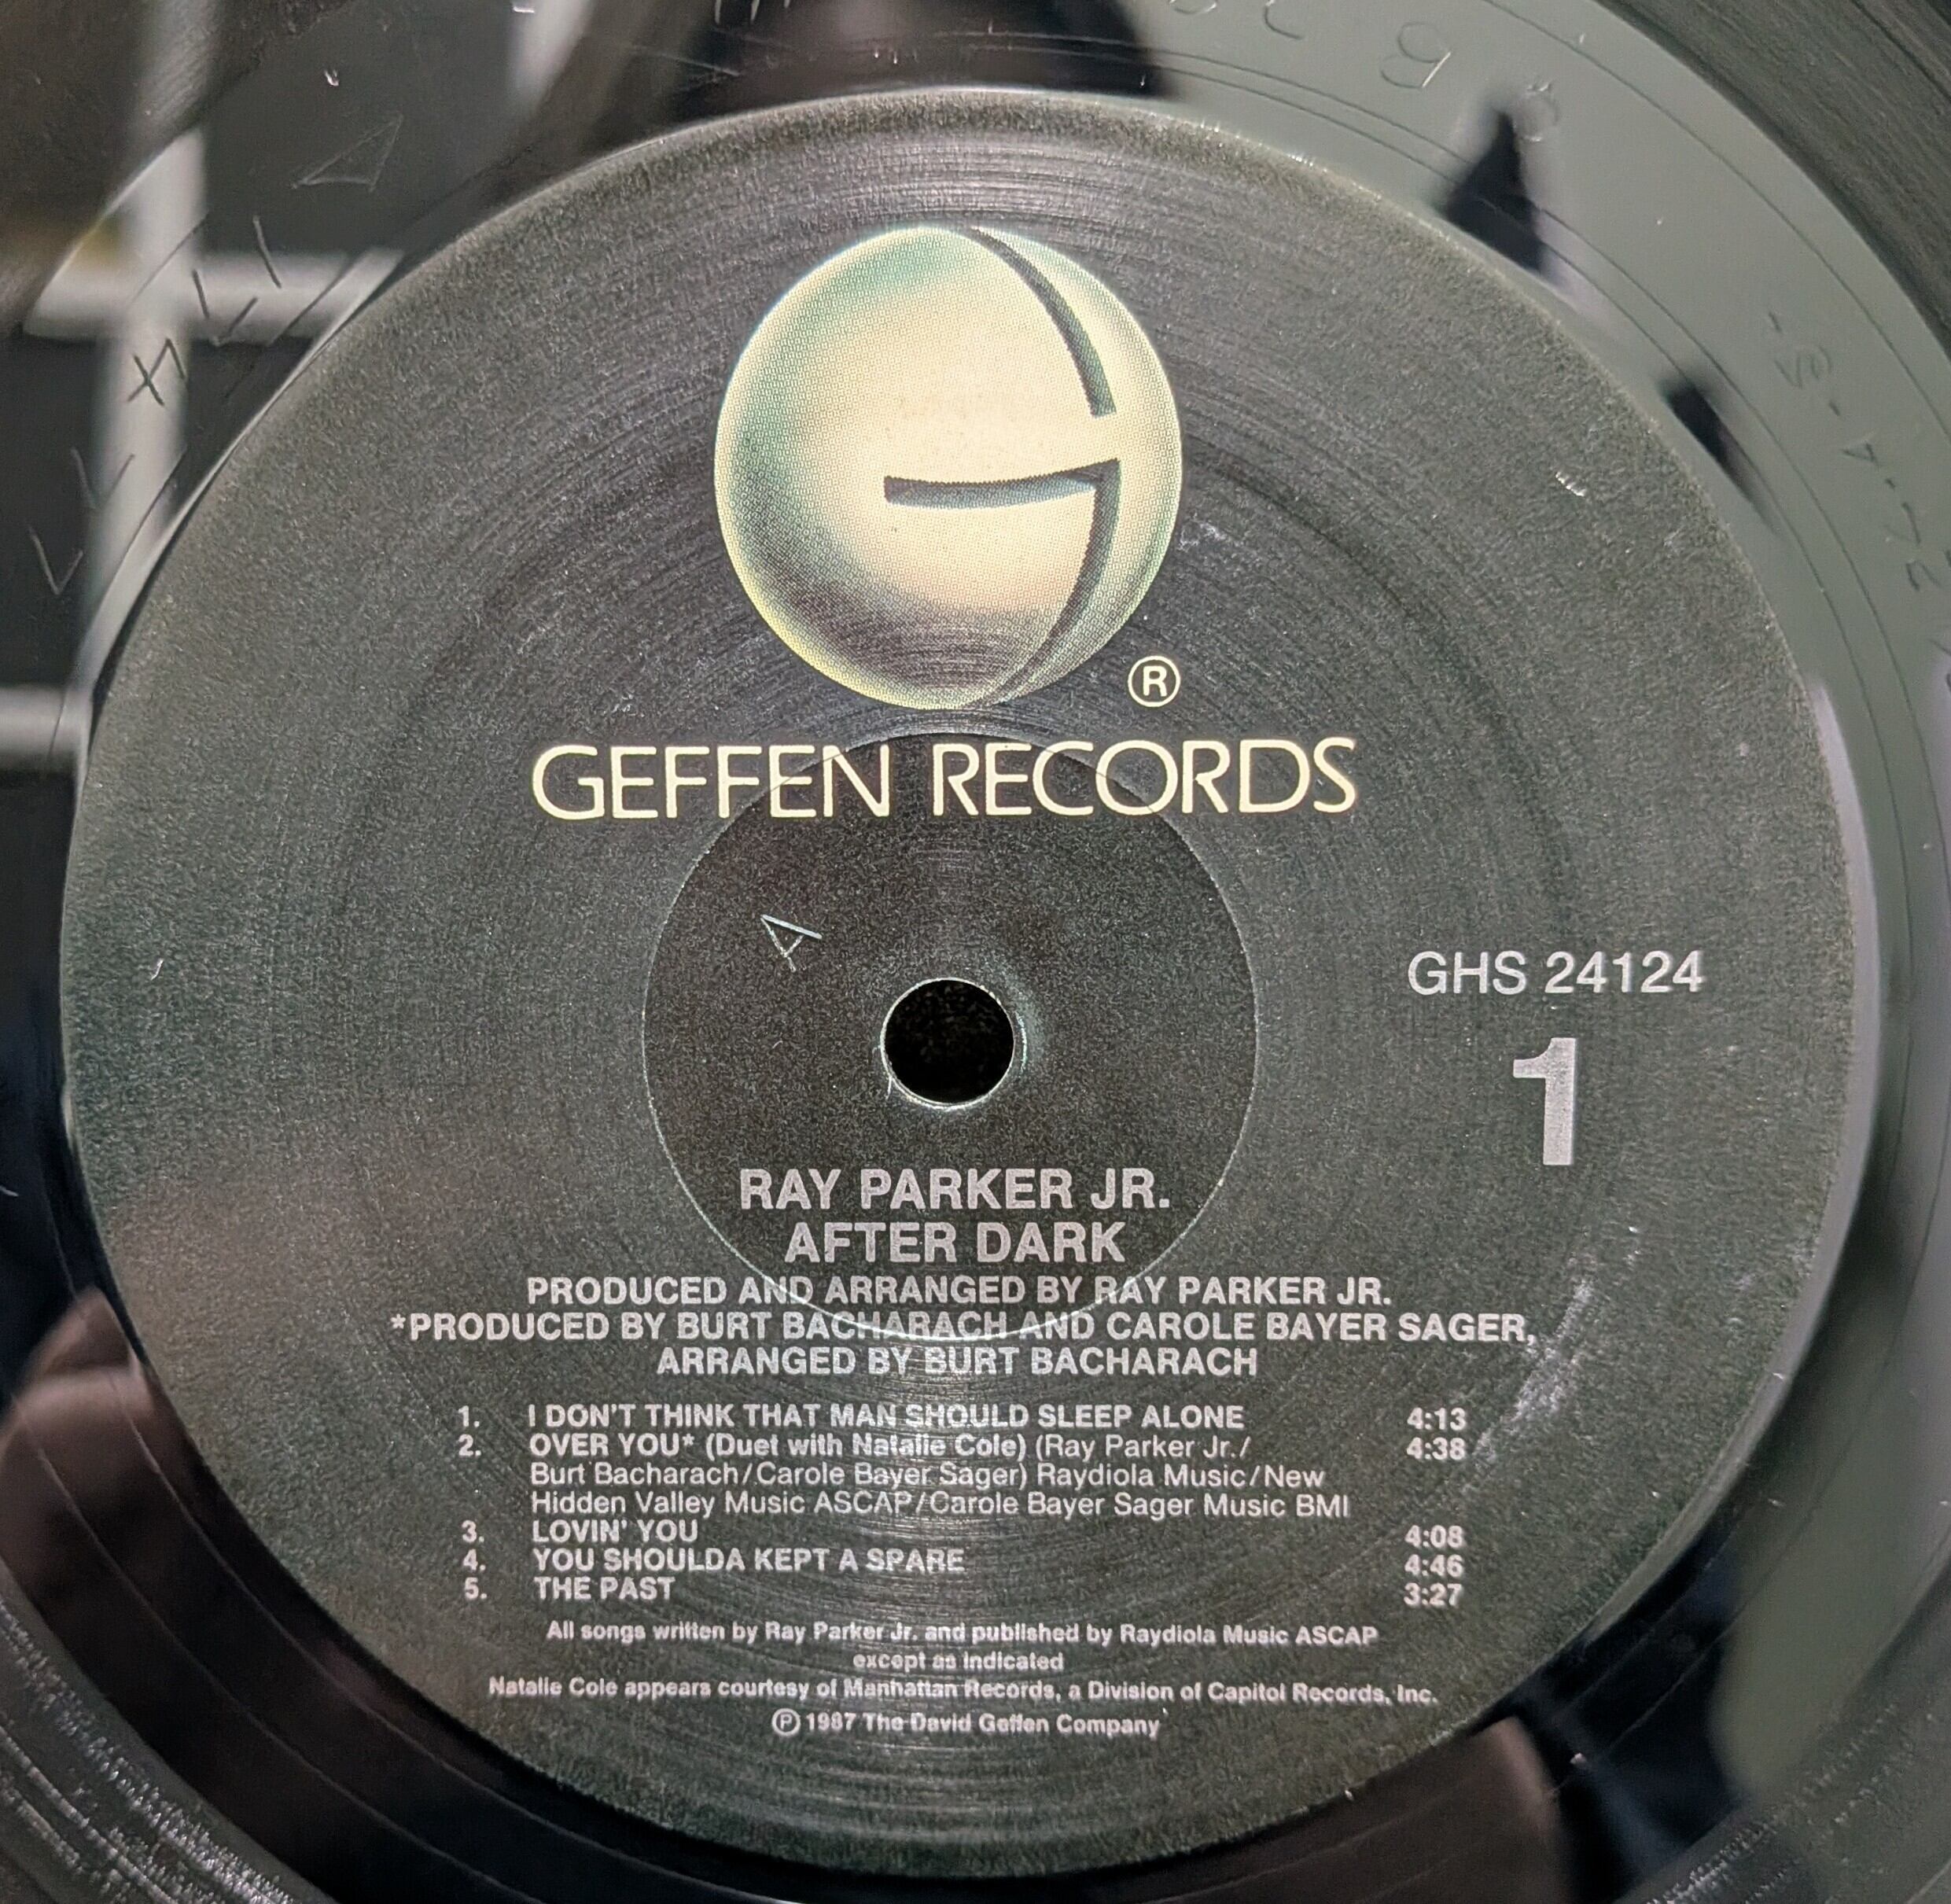 ®
GEFFEN RECORDS
A
GHS 24124
1
RAY PARKER JR.
AFTER DARK
PRODUCED AND ARRANGED BY RAY PARKER JR.
*PRODUCED BY BURT BACHARACH AND CAROLE BAYER SAGER,
ARRANGED BY BURT BACHARACH
1. I DON'T THINK THAT MAN SHOULD SLEEP ALONE 4:13
2. OVER YOU* (Duet with Natalie Cole) (Ray Parker Jr./ 4:38
Burt Bacharach/Carole Bayer Sager) Raydiola Music/New
Hidden Valley Music ASCAP/Carole Bayer Sager Music BMI
3. LOVIN' YOU 4:08
4. YOU SHOULDA KEPT A SPARE 4:46
5. THE PAST 3:27
All songs written by Ray Parker Jr. and published by Raydiola Music ASCAP
except as indicated
Natalie Cole appears courtesy of Manhattan Records, a Division of Capitol Records, Inc.
℗ 1987 The David Geffen Company